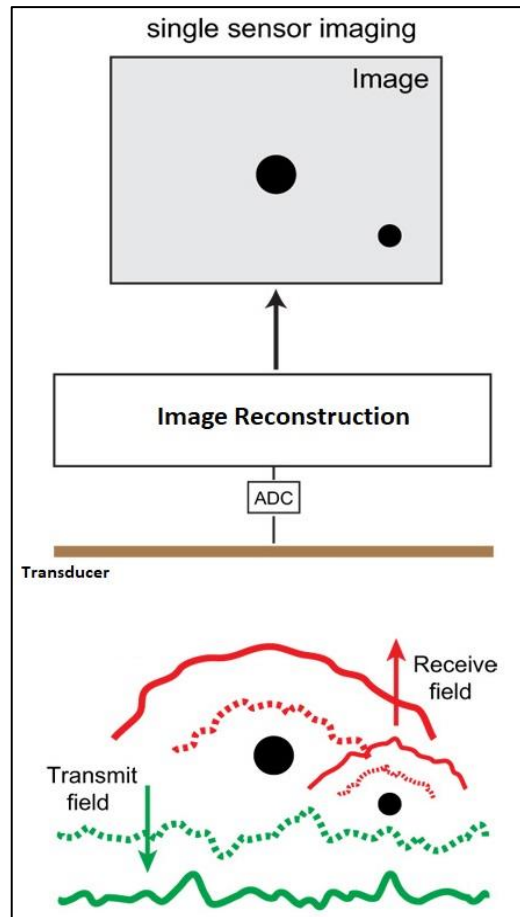 single sensor imaging
Image
Image Reconstruction
ADC
Transducer
Receive
field
Transmit
field